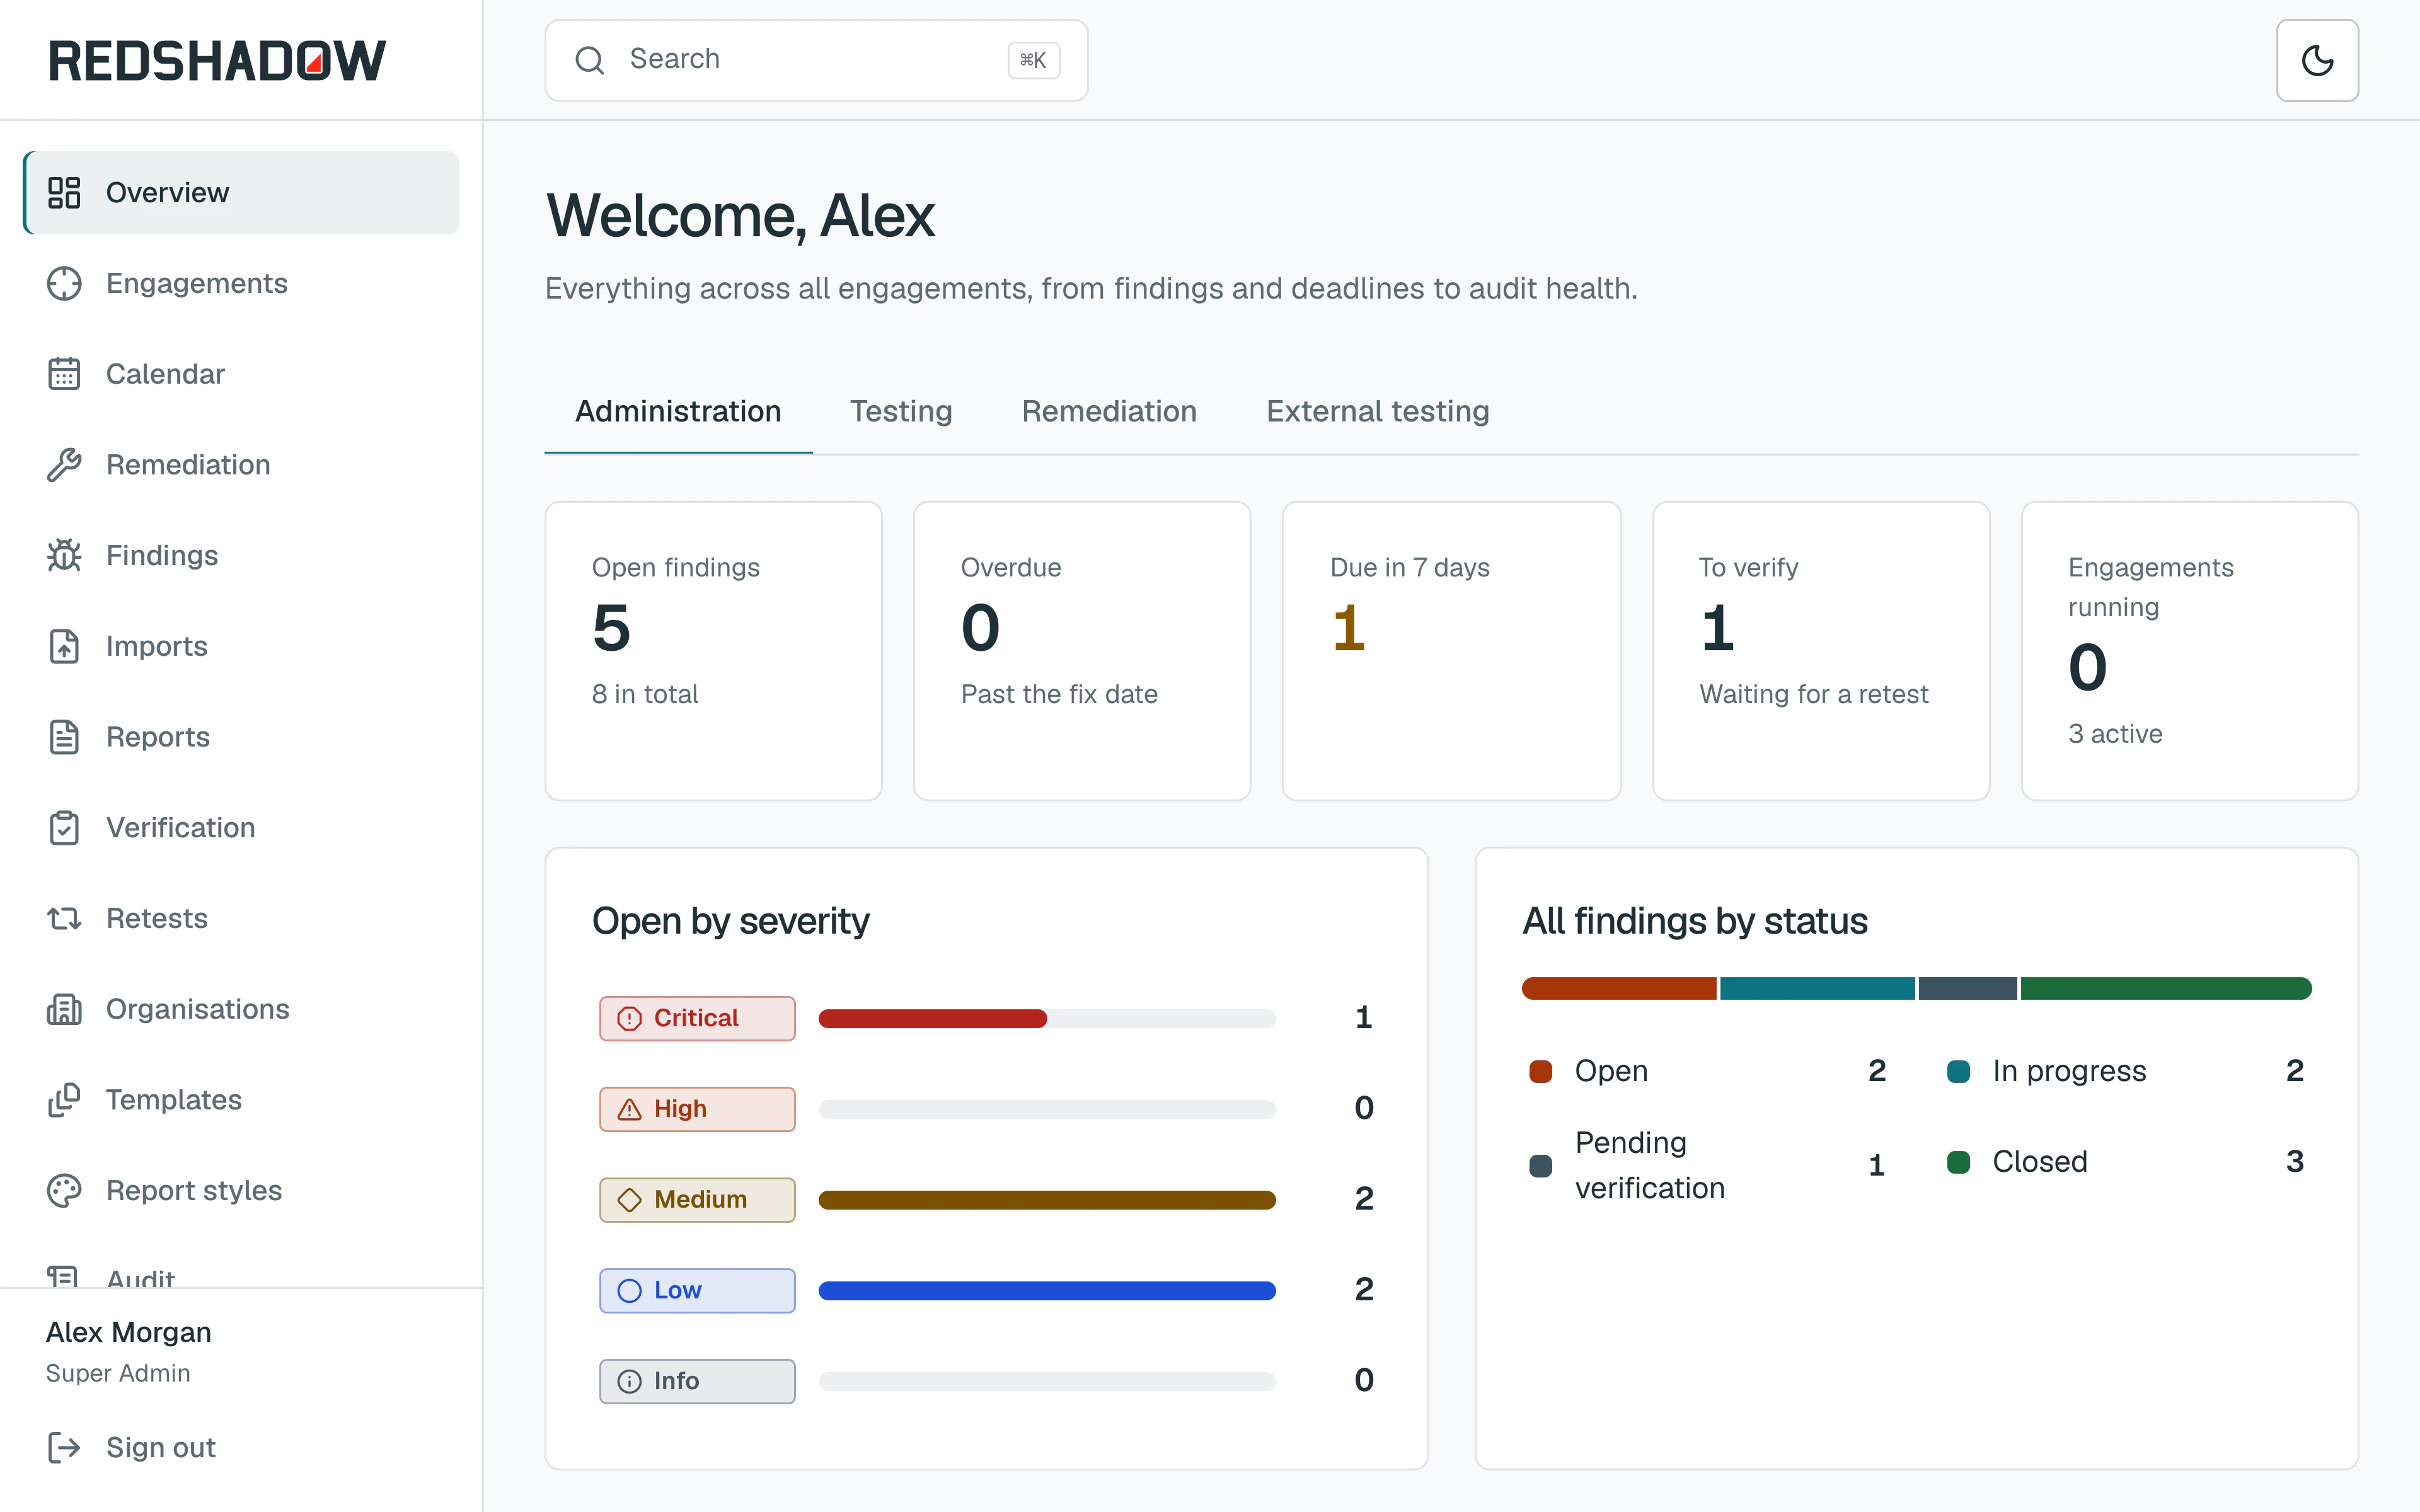 REDSHADOW
Search
⌘K
Overview
Engagements
Calendar
Remediation
Findings
Imports
Reports
Verification
Retests
Organisations
Templates
Report styles
Audit
Alex Morgan
Super Admin
Sign out
Welcome, Alex
Everything across all engagements, from findings and deadlines to audit health.
Administration
Testing
Remediation
External testing
Open findings
5
8 in total
Overdue
0
Past the fix date
Due in 7 days
1
To verify
1
Waiting for a retest
Engagements
running
0
3 active
Open by severity
Critical 1
High 0
Medium 2
Low 2
Info 0
All findings by status
Open 2
In progress 2
Pending
verification 1
Closed 3